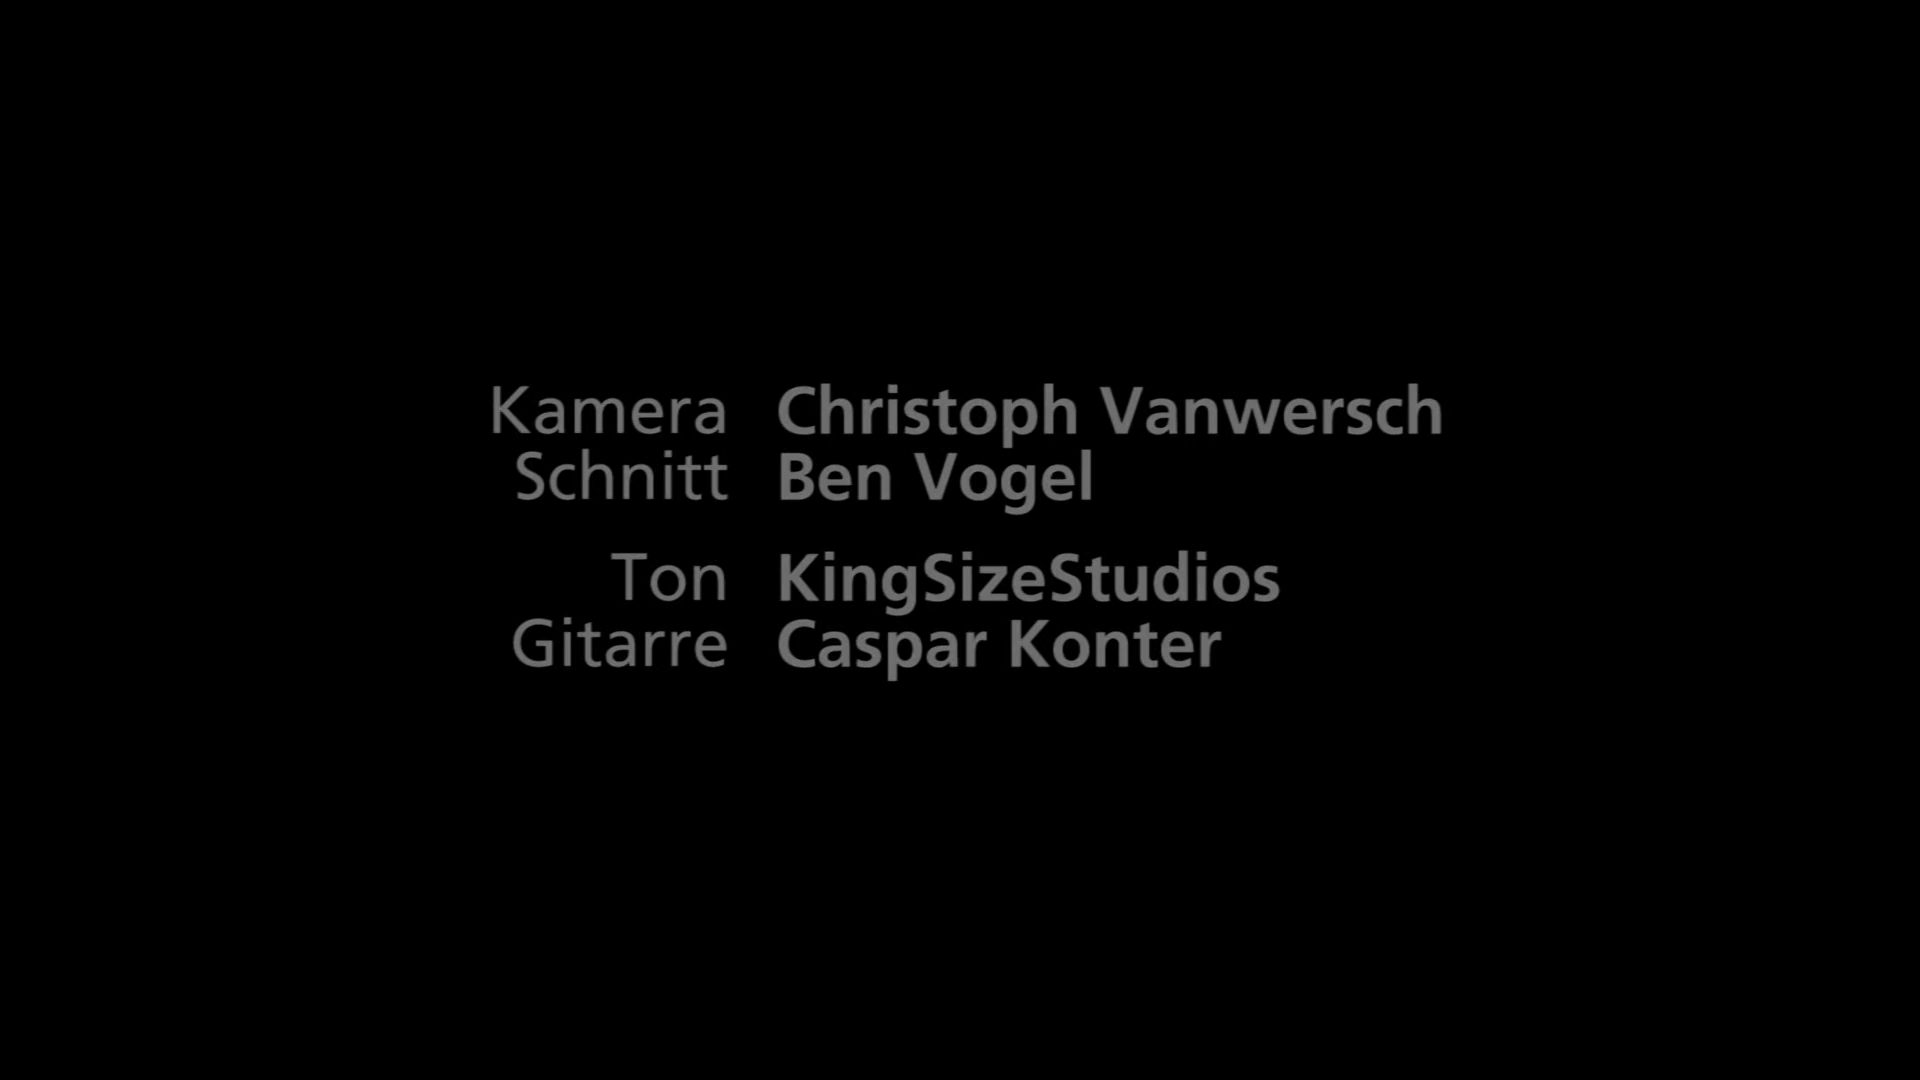 Kamera Christoph Vanwersch
Schnitt Ben Vogel
Ton KingSizeStudios
Gitarre Caspar Konter